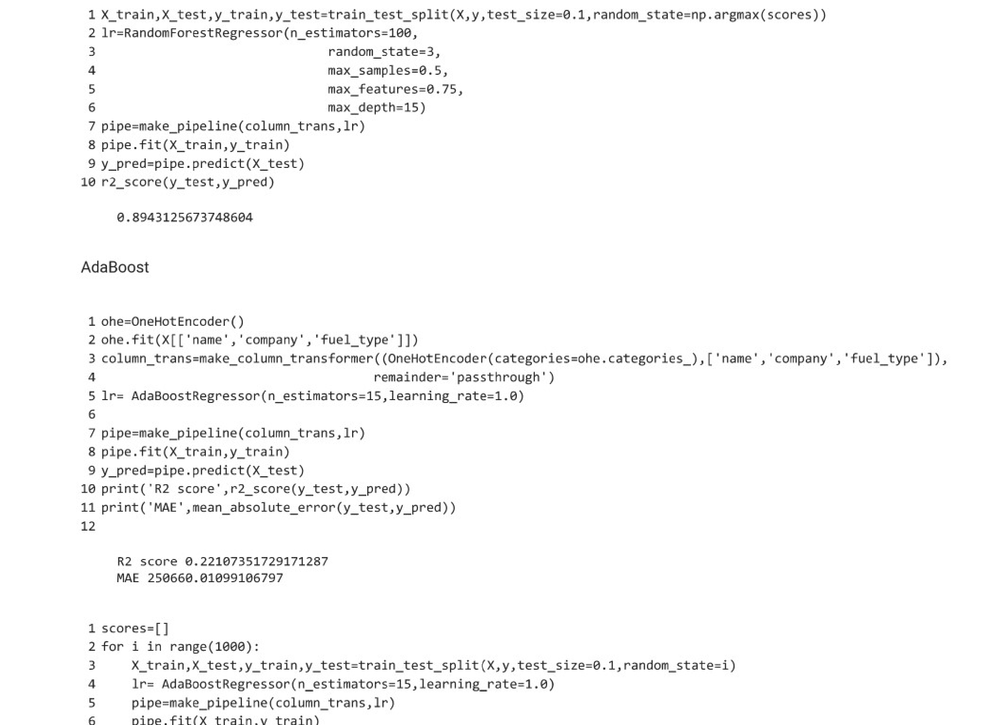 1 X_train,X_test,y_train,y_test=train_test_split(X,y,test_size=0.1,random_state=np.argmax(scores))
2 lr=RandomForestRegressor(n_estimators=100,
3                              random_state=3,
4                              max_samples=0.5,
5                              max_features=0.75,
6                              max_depth=15)
7 pipe=make_pipeline(column_trans,lr)
8 pipe.fit(X_train,y_train)
9 y_pred=pipe.predict(X_test)
10 r2_score(y_test,y_pred)
0.8943125673748604
AdaBoost
1 ohe=OneHotEncoder()
2 ohe.fit(X[['name','company','fuel_type']])
3 column_trans=make_column_transformer((OneHotEncoder(categories=ohe.categories_),['name','company','fuel_type']),
4                                    remainder='passthrough')
5 lr= AdaBoostRegressor(n_estimators=15,learning_rate=1.0)
6
7 pipe=make_pipeline(column_trans,lr)
8 pipe.fit(X_train,y_train)
9 y_pred=pipe.predict(X_test)
10 print('R2 score',r2_score(y_test,y_pred))
11 print('MAE',mean_absolute_error(y_test,y_pred))
12
R2 score 0.22107351729171287
MAE 250660.01099106797
1 scores=[]
2 for i in range(1000):
3     X_train,X_test,y_train,y_test=train_test_split(X,y,test_size=0.1,random_state=i)
4     lr= AdaBoostRegressor(n_estimators=15,learning_rate=1.0)
5     pipe=make_pipeline(column_trans,lr)
6     pipe.fit(X_train,y_train)